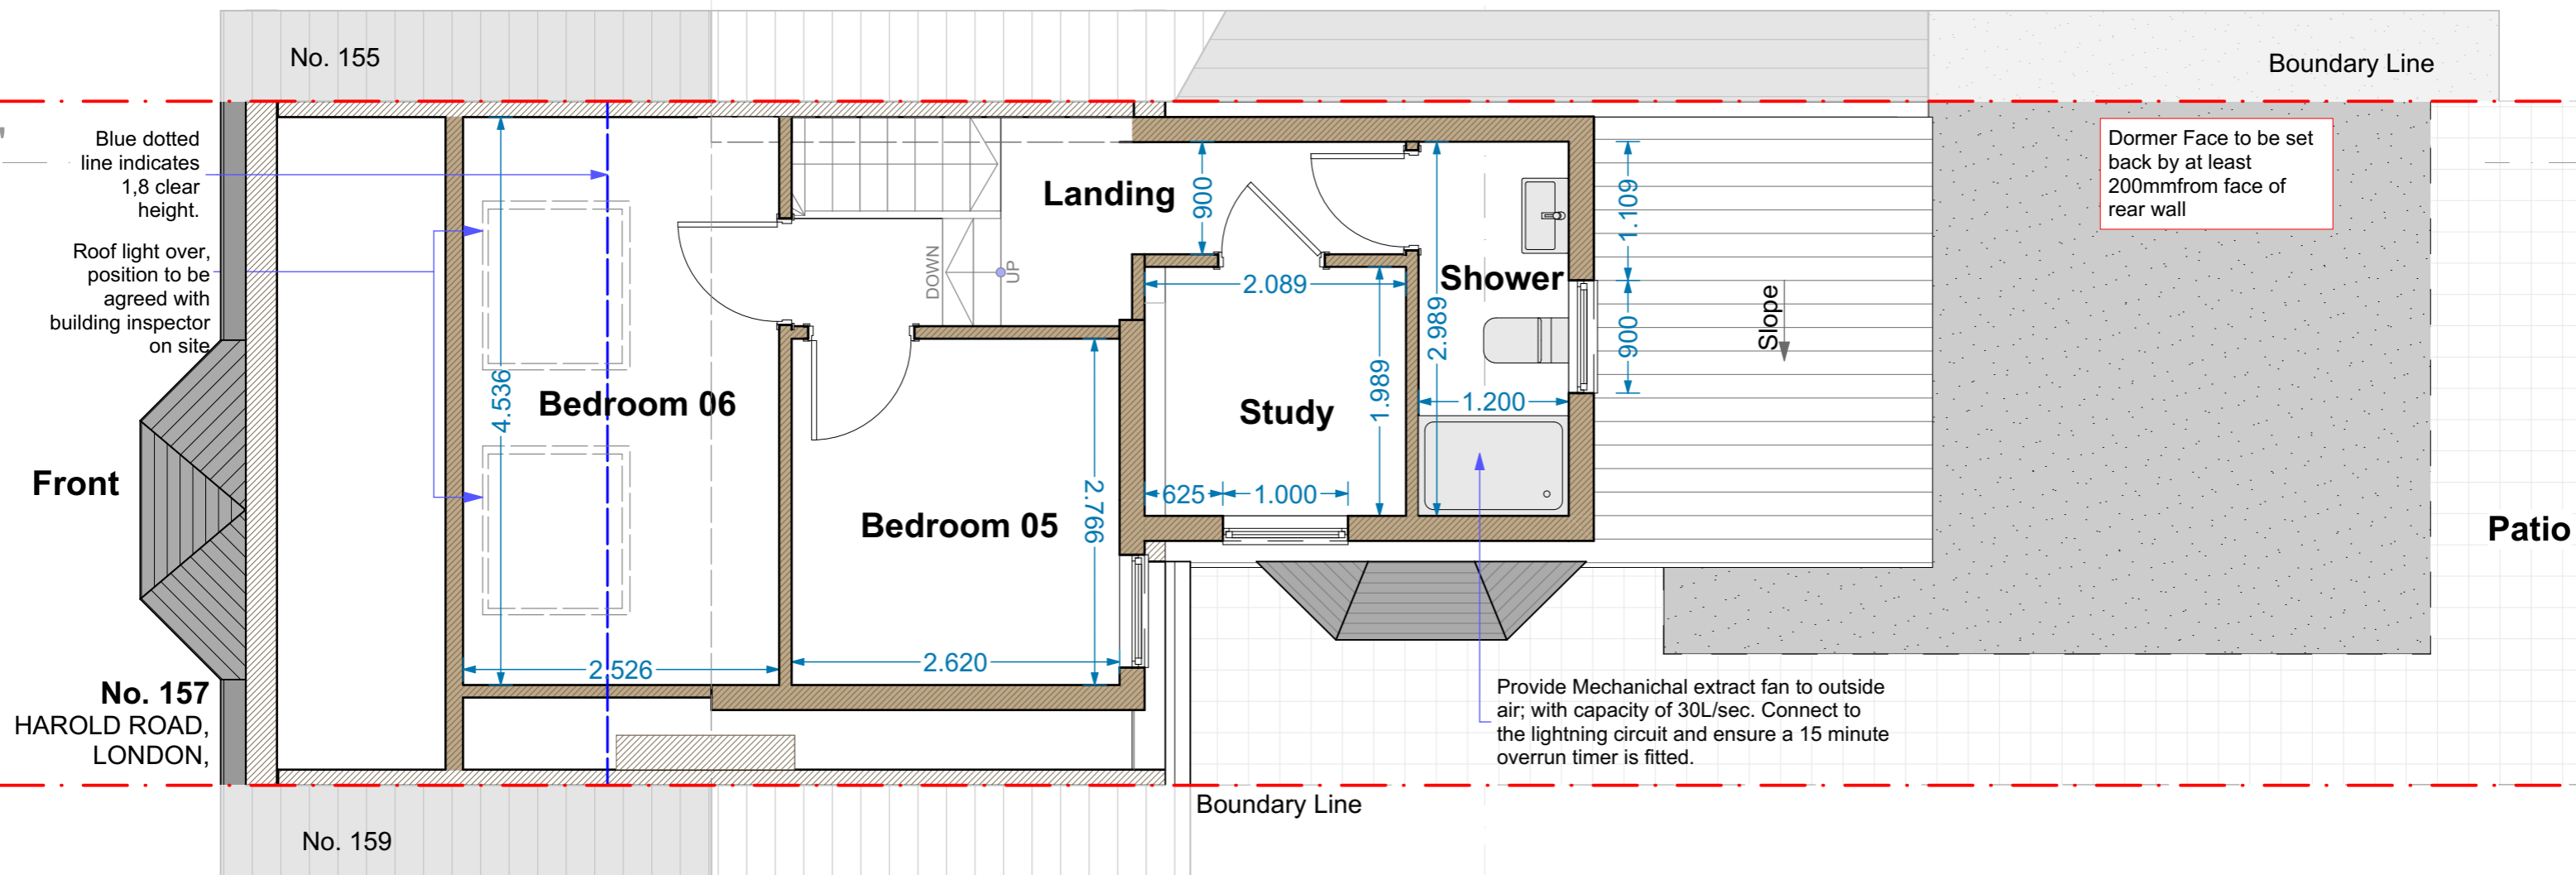 No. 155
Boundary Line
Blue dotted
line indicates
1,8 clear
height.
Roof light over,
position to be
agreed with
building inspector
on site
Dormer Face to be set
back by at least
200mmfrom face of
rear wall
Landing
900
1.109
DOWN
UP
2.089
Shower
2.989
900
Slope
4.536
Bedroom 06
Study
1.989
1.200
Front
2.766
625
1.000
Bedroom 05
Patio
2.526
2.620
No. 157
HAROLD ROAD,
LONDON,
Provide Mechanichal extract fan to outside
air; with capacity of 30L/sec. Connect to
the lightning circuit and ensure a 15 minute
overrun timer is fitted.
Boundary Line
No. 159